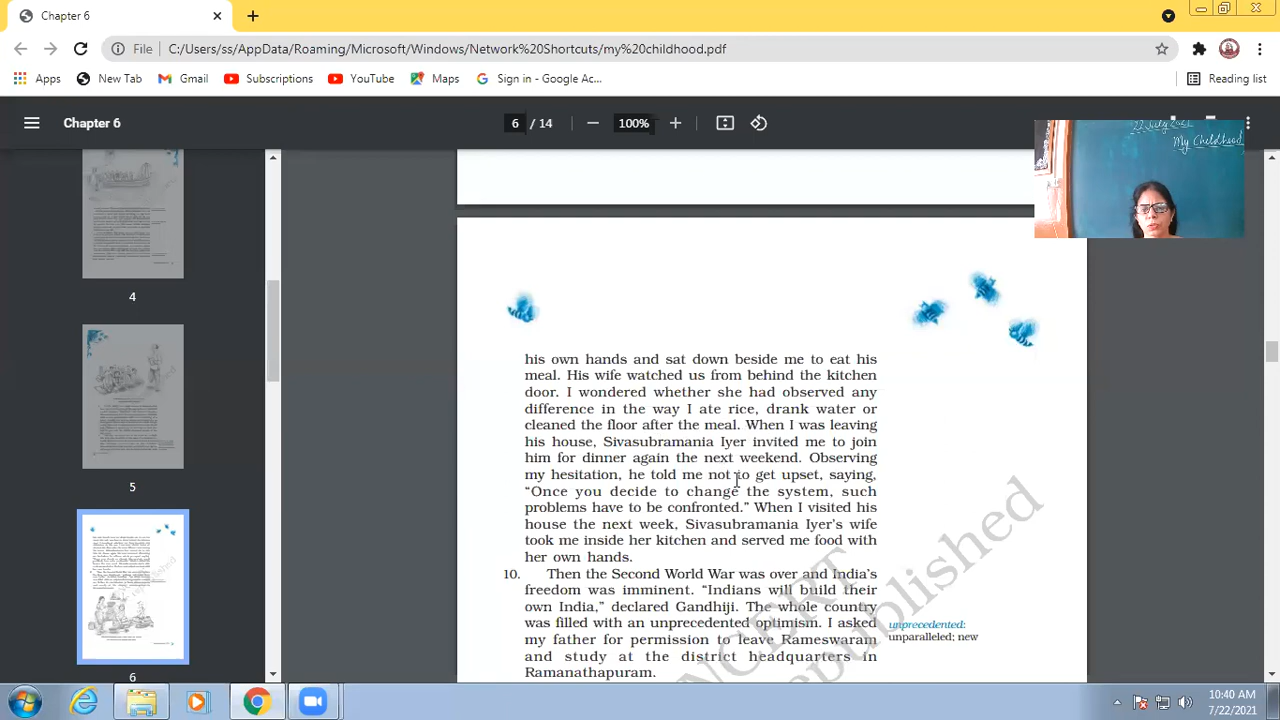 Chapter 6
File
C:/Users/ss/AppData/Roaming/Microsoft/Windows/Network%20Shortcuts/my%20childhood.pdf
Apps
New Tab
Gmail
Subscriptions
YouTube
Maps
Sign in - Google Ac...
Reading list
Chapter 6
6 / 14
100%
22 July 2021
My Childhood
4
5
6
his own hands and sat down beside me to eat his
meal. His wife watched us from behind the kitchen
door. I wondered whether she had observed any
difference in the way I ate rice, drank water or
cleaned the floor after the meal. When I was leaving
his house, Sivasubramania Iyer invited me to join
him for dinner again the next weekend. Observing
my hesitation, he told me not to get upset, saying,
“Once you decide to change the system, such
problems have to be confronted.” When I visited his
house the next week, Sivasubramania Iyer’s wife
took me inside her kitchen and served me food with
her own hands.
10. Then the Second World War was over and India’s
freedom was imminent. “Indians will build their
own India,” declared Gandhiji. The whole country
was filled with an unprecedented optimism. I asked
my father for permission to leave Rameswaram
and study at the district headquarters in
Ramanathapuram.
unprecedented:
unparalleled; new
NCERT
republished
10:40 AM
7/22/2021